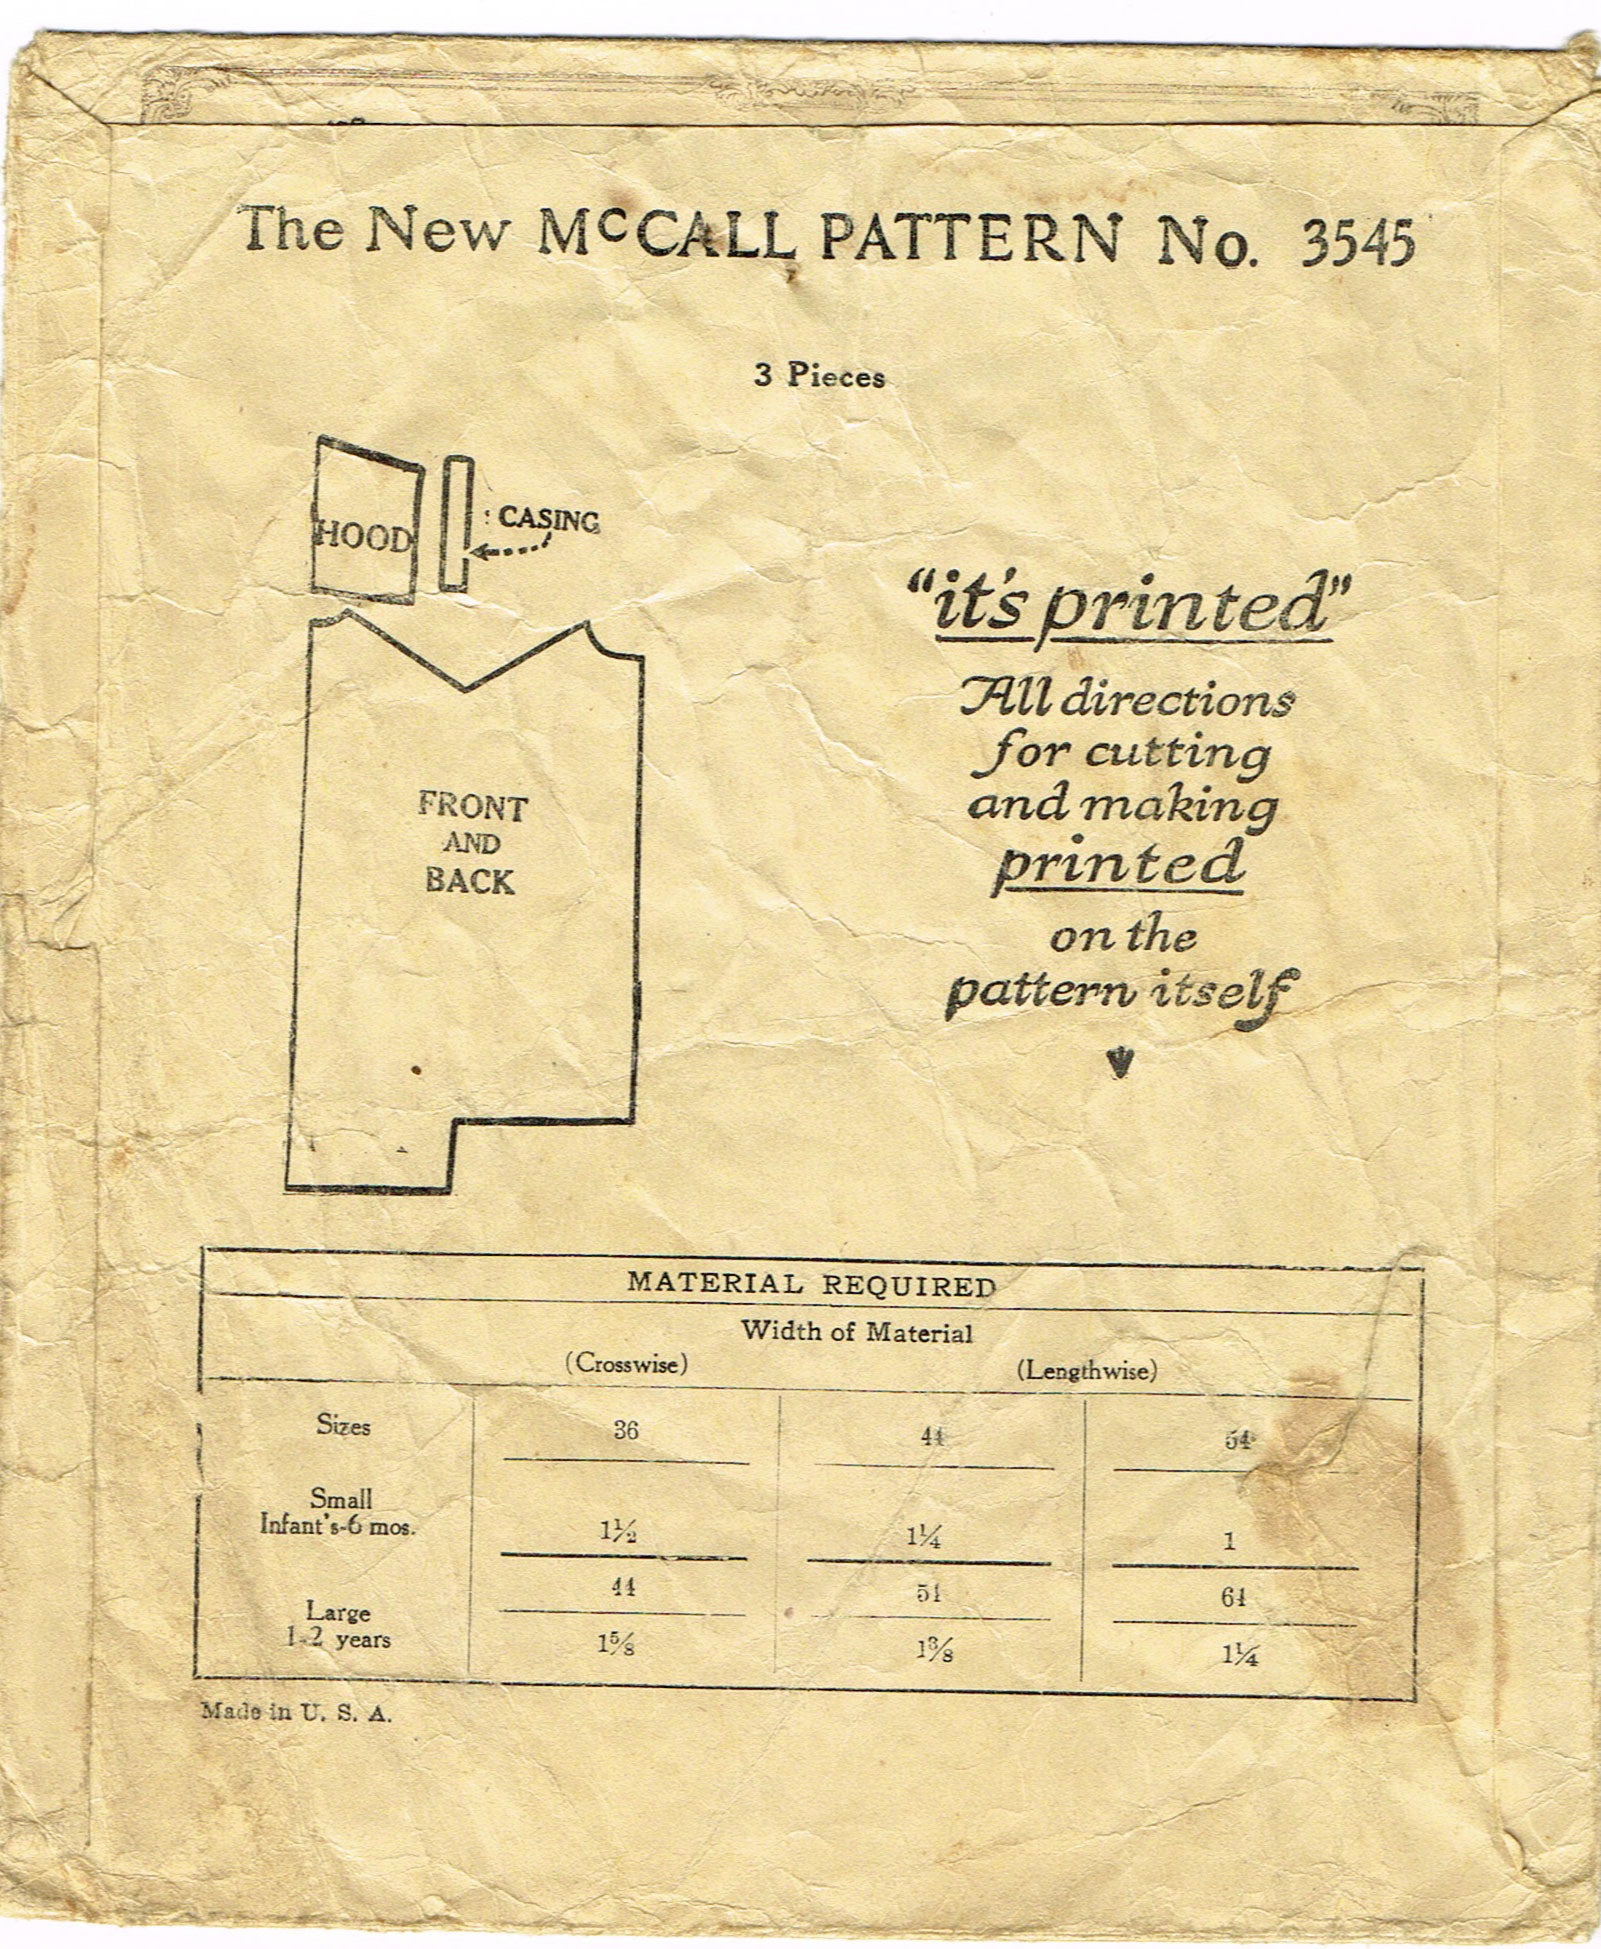 The New McCALL PATTERN No. 3545
3 Pieces
HOOD
: CASING
FRONT
AND
BACK
“it's printed”
All directions
for cutting
and making
printed
on the
pattern itself
MATERIAL REQUIRED
Width of Material
(Crosswise) (Lengthwise)
Sizes 36 44 54
Small
Infant's-6 mos. 1½ 1¼ 1
44 54 64
Large
1-2 years 1⅝ 1⅜ 1¼
Made in U. S. A.